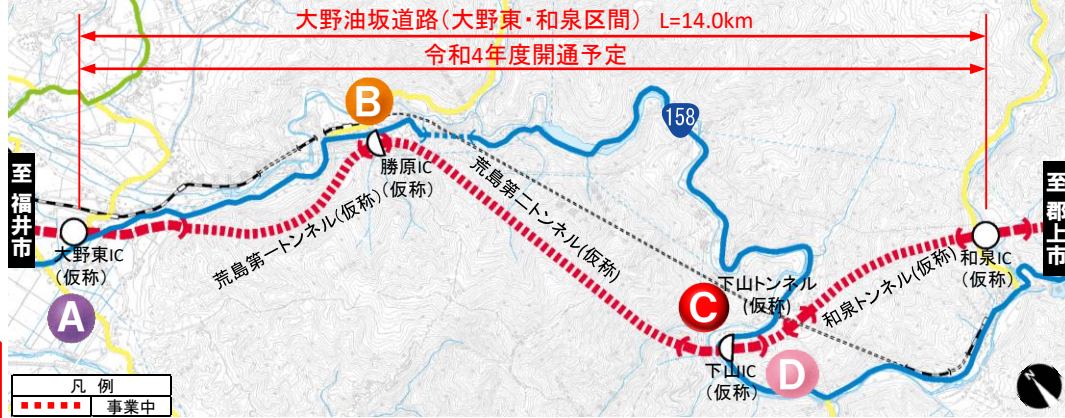 大野油坂道路(大野東・和泉区間) L=14.0km
令和4年度開通予定
B
158
至 福井市
勝原IC
(仮称)
荒島第一トンネル(仮称)
荒島第二トンネル(仮称)
至 郡上市
大野東IC
(仮称)
A
下山トンネル
(仮称)
C
和泉トンネル(仮称)
和泉IC
(仮称)
下山IC
(仮称)
D
凡 例
事業中
N